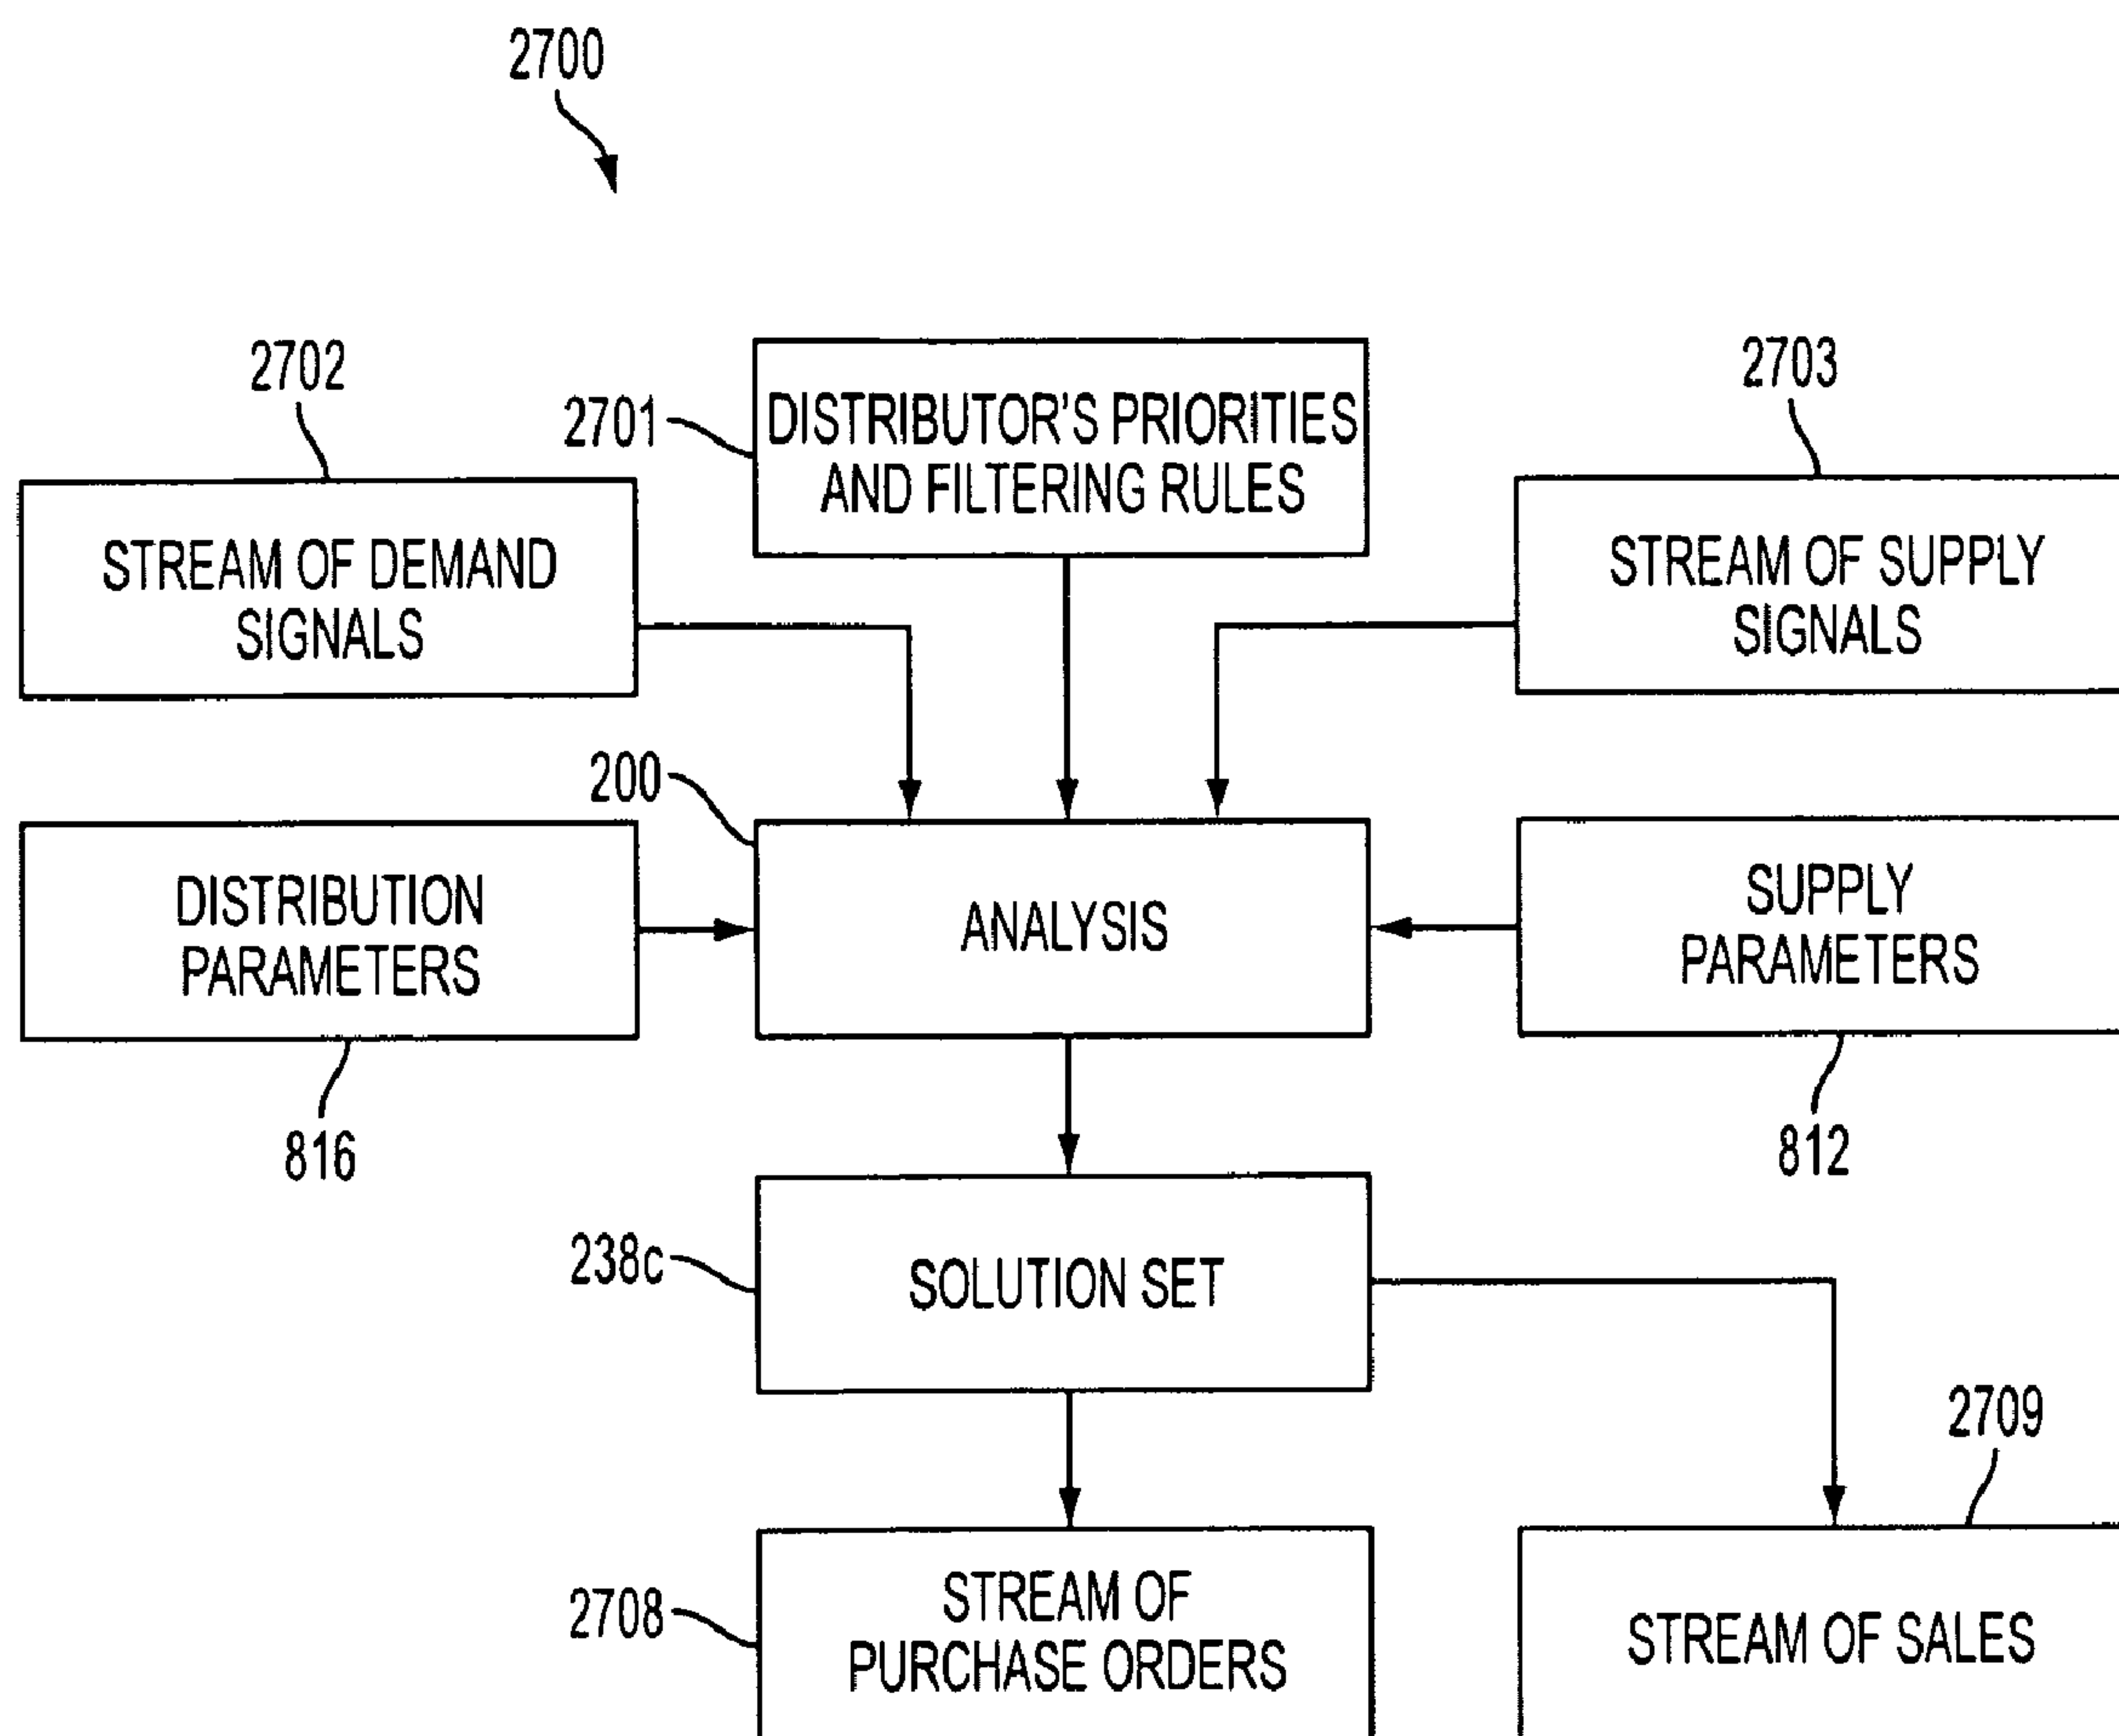 2700
2702
2701
DISTRIBUTOR'S PRIORITIES
AND FILTERING RULES
2703
STREAM OF DEMAND
SIGNALS
STREAM OF SUPPLY
SIGNALS
200
DISTRIBUTION
PARAMETERS
ANALYSIS
SUPPLY
PARAMETERS
816
812
238c
SOLUTION SET
2709
2708
STREAM OF
PURCHASE ORDERS
STREAM OF SALES